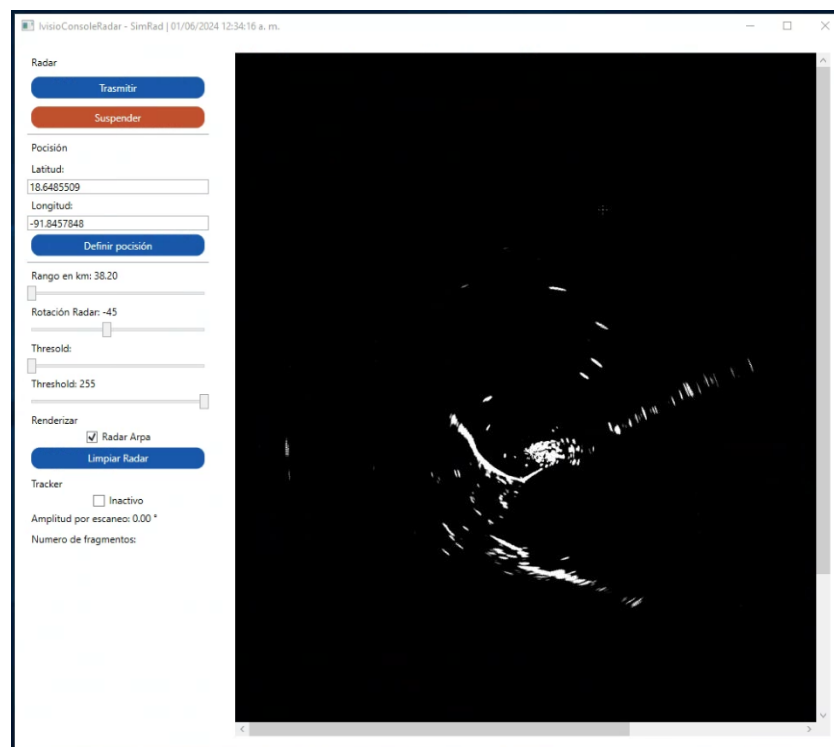 IvisioConsoleRadar - SimRad | 01/06/2024 12:34:16 a. m.
Radar
Trasmitir
Suspender
Pocisión
Latitud:
18.6485509
Longitud:
-91.8457848
Definir pocisión
Rango en km: 38.20
Rotación Radar: -45
Thresold:
Threshold: 255
Renderizar
Radar Arpa
Limpiar Radar
Tracker
Inactivo
Amplitud por escaneo: 0.00 °
Numero de fragmentos: